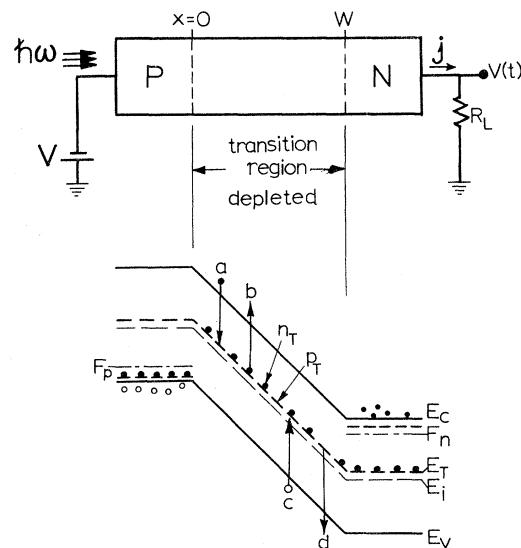 x=0 W
ħω
P N j V(t)
R_L
V
transition
region
depleted
a
b
n_T
p_T
F_p
E_c
F_n
E_T
E_i
c
d
E_v